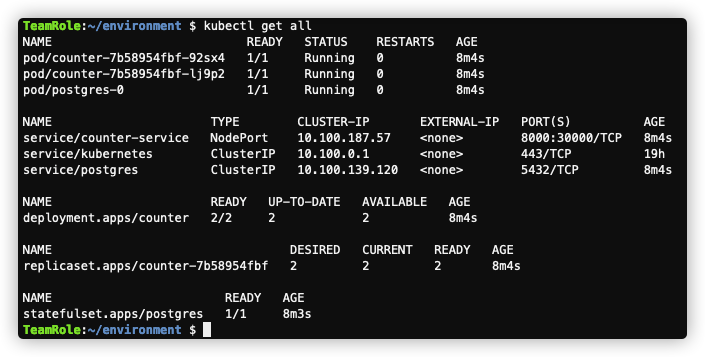 TeamRole:~/environment $ kubectl get all
NAME                           READY   STATUS    RESTARTS   AGE
pod/counter-7b58954fbf-92sx4   1/1     Running   0          8m4s
pod/counter-7b58954fbf-lj9p2   1/1     Running   0          8m4s
pod/postgres-0                 1/1     Running   0          8m4s
NAME                      TYPE        CLUSTER-IP       EXTERNAL-IP   PORT(S)          AGE
service/counter-service   NodePort    10.100.187.57    <none>        8000:30000/TCP   8m4s
service/kubernetes        ClusterIP   10.100.0.1       <none>        443/TCP          19h
service/postgres          ClusterIP   10.100.139.120   <none>        5432/TCP         8m4s
NAME                      READY   UP-TO-DATE   AVAILABLE   AGE
deployment.apps/counter   2/2     2            2           8m4s
NAME                                 DESIRED   CURRENT   READY   AGE
replicaset.apps/counter-7b58954fbf   2         2         2       8m4s
NAME                        READY   AGE
statefulset.apps/postgres   1/1     8m3s
TeamRole:~/environment $